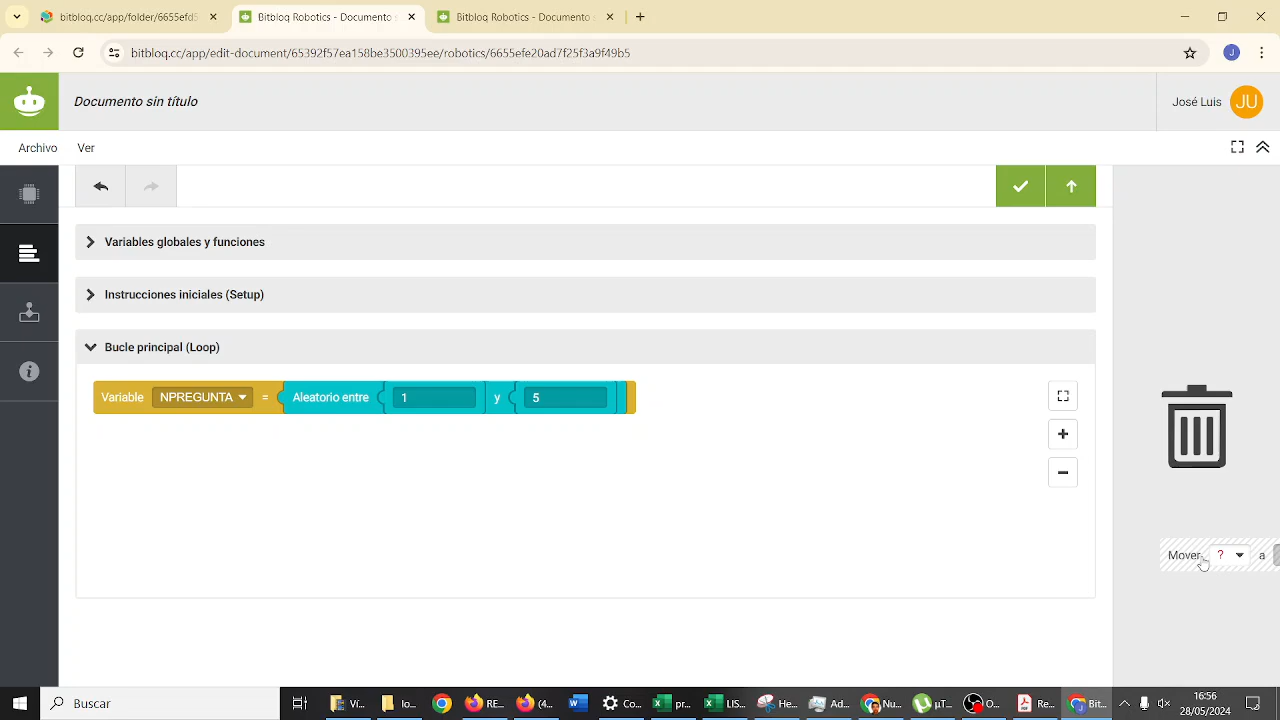 bitbloq.cc/app/folder/6655efd5
Bitbloq Robotics - Documento s
Bitbloq Robotics - Documento s
bitbloq.cc/app/edit-document/65392f57ea158be3500395ee/robotics/6655efe20ad7f25f3a9f49b5
J
Documento sin título
José Luis
JU
Archivo
Ver
Variables globales y funciones
Instrucciones iniciales (Setup)
Bucle principal (Loop)
Variable NPREGUNTA = Aleatorio entre 1 y 5
Mover ? a
Buscar
Vi...
lo...
RE...
(4...
Co...
pr...
LIS...
He...
Ad...
Nu...
µ...
O...
Re...
Bit...
16:56
28/05/2024